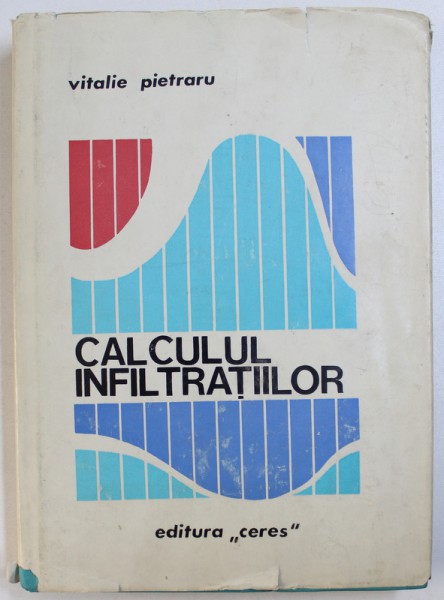 vitalie pietraru
CALCULUL
INFILTRAȚIILOR
editura „ceres"